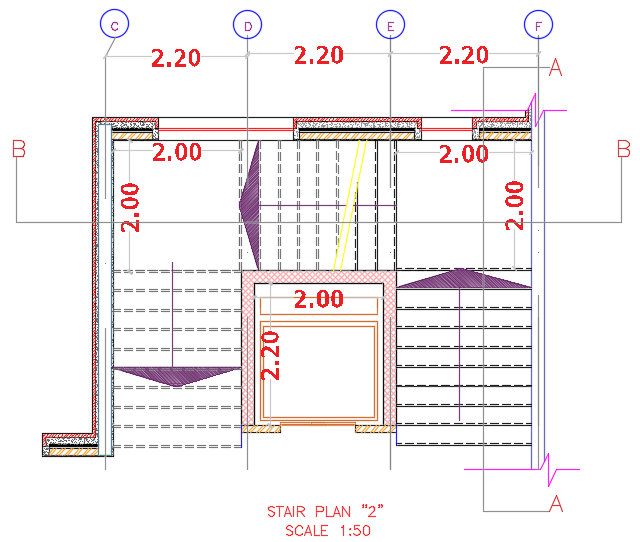 C D E F
2.20 2.20 2.20
A
B 2.00 2.00 B
2.00 2.00
2.00
2.20
A
STAIR PLAN "2"
SCALE 1:50